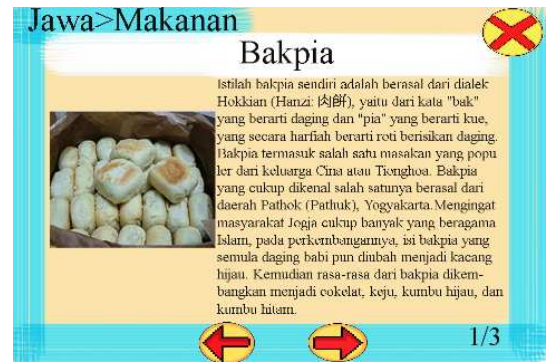 Jawa>Makanan
Bakpia
Istilah bakpia sendiri adalah berasal dari dialek
Hokkian (Hanzi: 肉餅), yaitu dari kata "bak"
yang berarti daging dan "pia" yang berarti kue,
yang secara harfiah berarti roti berisikan daging.
Bakpia termasuk salah satu masakan yang popu
ler dari keluarga Cina atau Tionghoa. Bakpia
yang cukup dikenal salah satunya berasal dari
daerah Pathok (Pathuk), Yogyakarta.Mengingat
masyarakat Jogja cukup banyak yang beragama
Islam, pada perkembangannya, isi bakpia yang
semula daging babi pun diubah menjadi kacang
hijau. Kemudian rasa-rasa dari bakpia dikem-
bangkan menjadi cokelat, keju, kumbu hijau, dan
kumbu hitam.
1/3